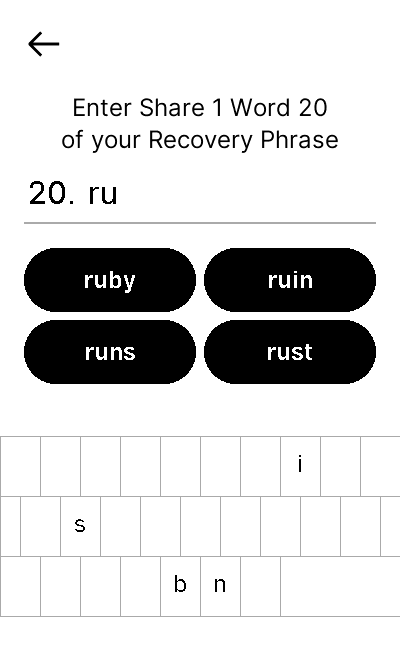 Enter Share 1 Word 20
of your Recovery Phrase
20. ru
ruby ruin
runs rust
i
s
b n